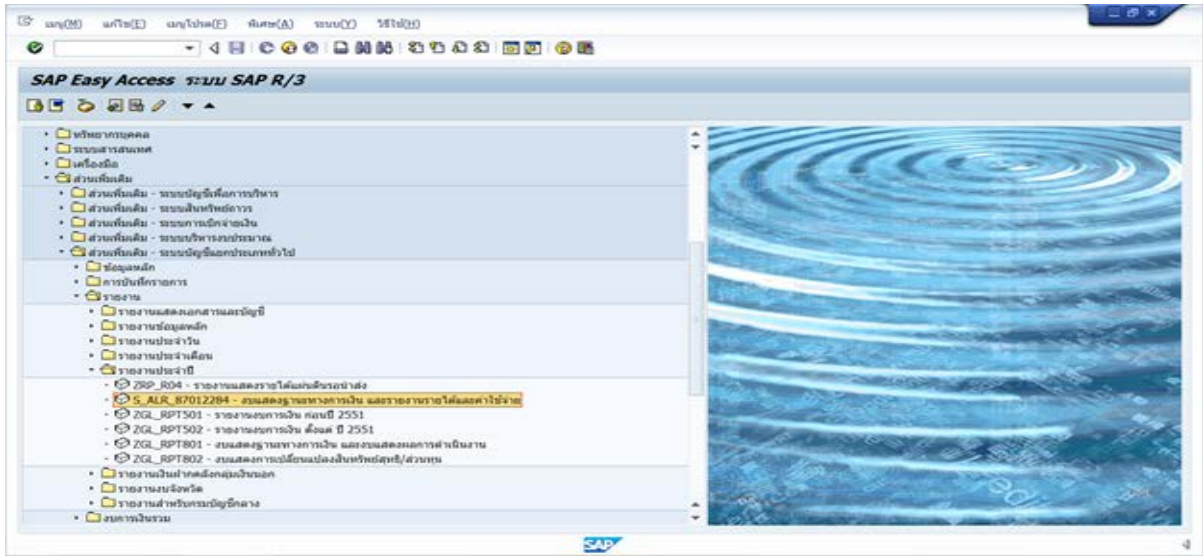 เมนู(M) แก้ไข(E) เมนูโปรด(F) พิเศษ(A) ระบบ(Y) วิธีใช้(H)
SAP Easy Access ระบบ SAP R/3
ทรัพยากรบุคคล
ระบบสารสนเทศ
เครื่องมือ
ส่วนเพิ่มเติม
ส่วนเพิ่มเติม - ระบบบัญชีเพื่อการบริหาร
ส่วนเพิ่มเติม - ระบบสินทรัพย์ถาวร
ส่วนเพิ่มเติม - ระบบการเบิกจ่ายเงิน
ส่วนเพิ่มเติม - ระบบบริหารงบประมาณ
ส่วนเพิ่มเติม - ระบบบัญชีแยกประเภททั่วไป
ข้อมูลหลัก
การบันทึกรายการ
รายงาน
รายงานแสดงเอกสารและบัญชี
รายงานข้อมูลหลัก
รายงานประจำวัน
รายงานประจำเดือน
รายงานประจำปี
ZRP_R04 - รายงานแสดงรายได้แผ่นดินรอนำส่ง
S_ALR_87012284 - งบแสดงฐานะทางการเงิน และรายงานรายได้และค่าใช้จ่าย
ZGL_RPT501 - รายงานงบการเงิน ก่อนปี 2551
ZGL_RPT502 - รายงานงบการเงิน ตั้งแต่ ปี 2551
ZGL_RPT801 - งบแสดงฐานะทางการเงิน และงบแสดงผลการดำเนินงาน
ZGL_RPT802 - งบแสดงการเปลี่ยนแปลงสินทรัพย์สุทธิ/ส่วนทุน
รายงานเงินฝากคลังกลุ่มเงินนอก
รายงานงบจังหวัด
รายงานสำหรับกรมบัญชีกลาง
งบการเงินรวม
SAP